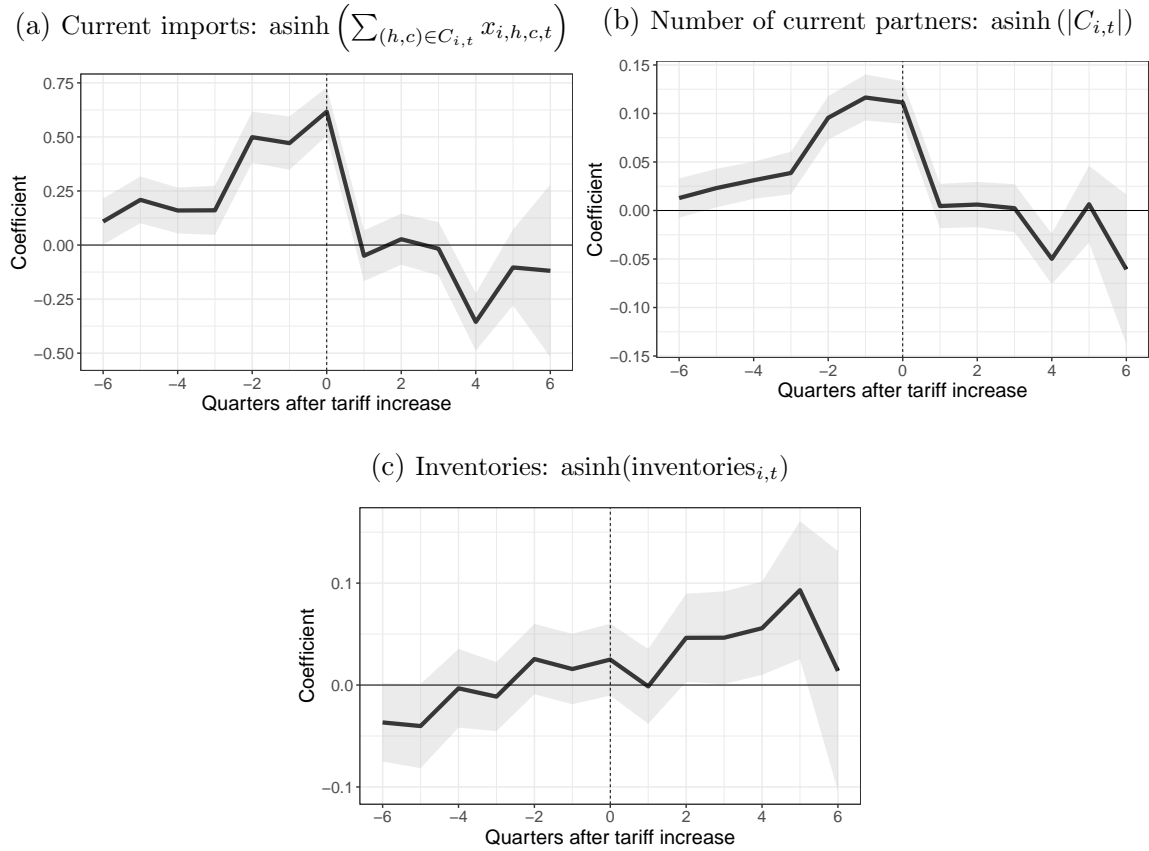 (a) Current imports: asinh (∑_{(h,c)∈C_{i,t}} x_{i,h,c,t})
0.75
0.50
0.25
0.00
−0.25
−0.50
Coefficient
−6 −4 −2 0 2 4 6
Quarters after tariff increase
(b) Number of current partners: asinh (|C_{i,t}|)
0.15
0.10
0.05
0.00
−0.05
−0.10
−0.15
Coefficient
−6 −4 −2 0 2 4 6
Quarters after tariff increase
(c) Inventories: asinh(inventories_{i,t})
0.1
0.0
−0.1
Coefficient
−6 −4 −2 0 2 4 6
Quarters after tariff increase